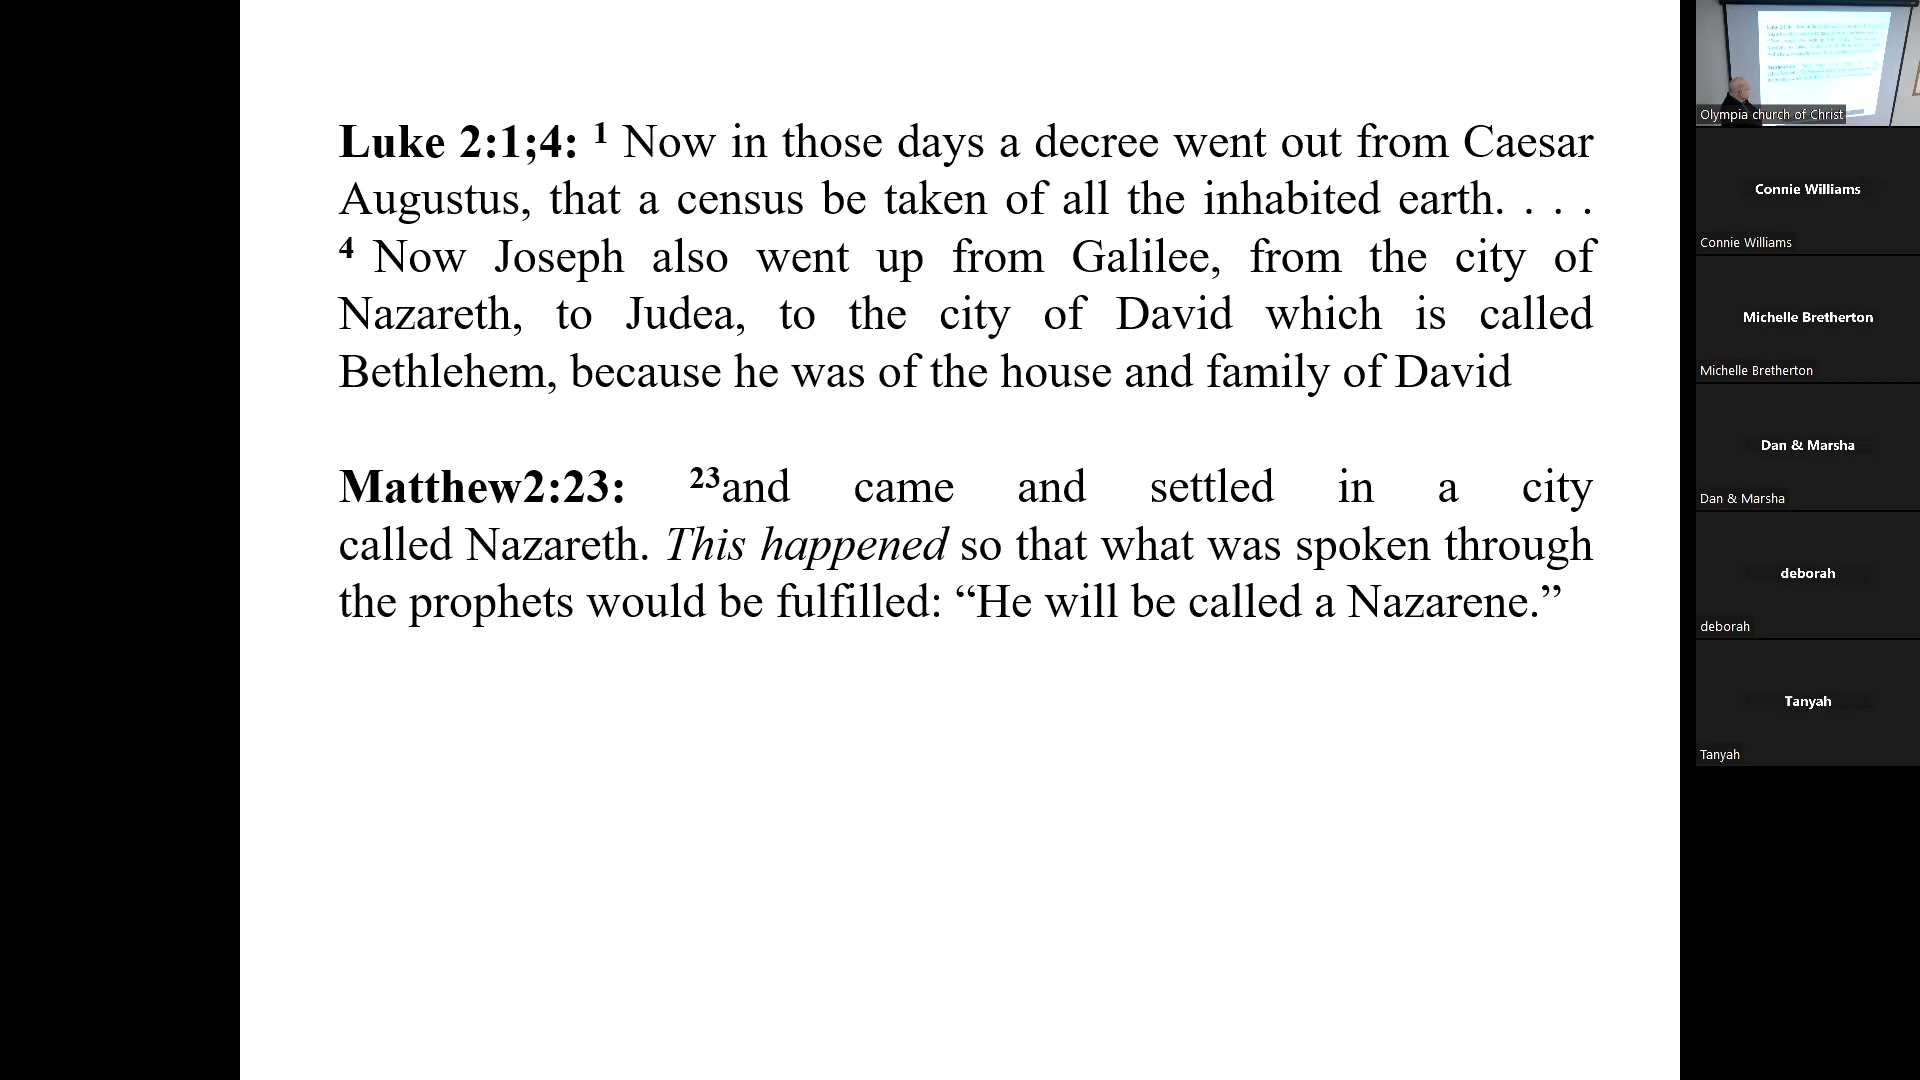 Luke 2:1;4: 1 Now in those days a decree went out from Caesar
Augustus, that a census be taken of all the inhabited earth. . . .
4 Now Joseph also went up from Galilee, from the city of
Nazareth, to Judea, to the city of David which is called
Bethlehem, because he was of the house and family of David
Matthew2:23: 23and came and settled in a city
called Nazareth. This happened so that what was spoken through
the prophets would be fulfilled: “He will be called a Nazarene.”
Olympia church of Christ
Connie Williams
Connie Williams
Michelle Bretherton
Michelle Bretherton
Dan & Marsha
Dan & Marsha
deborah
deborah
Tanyah
Tanyah